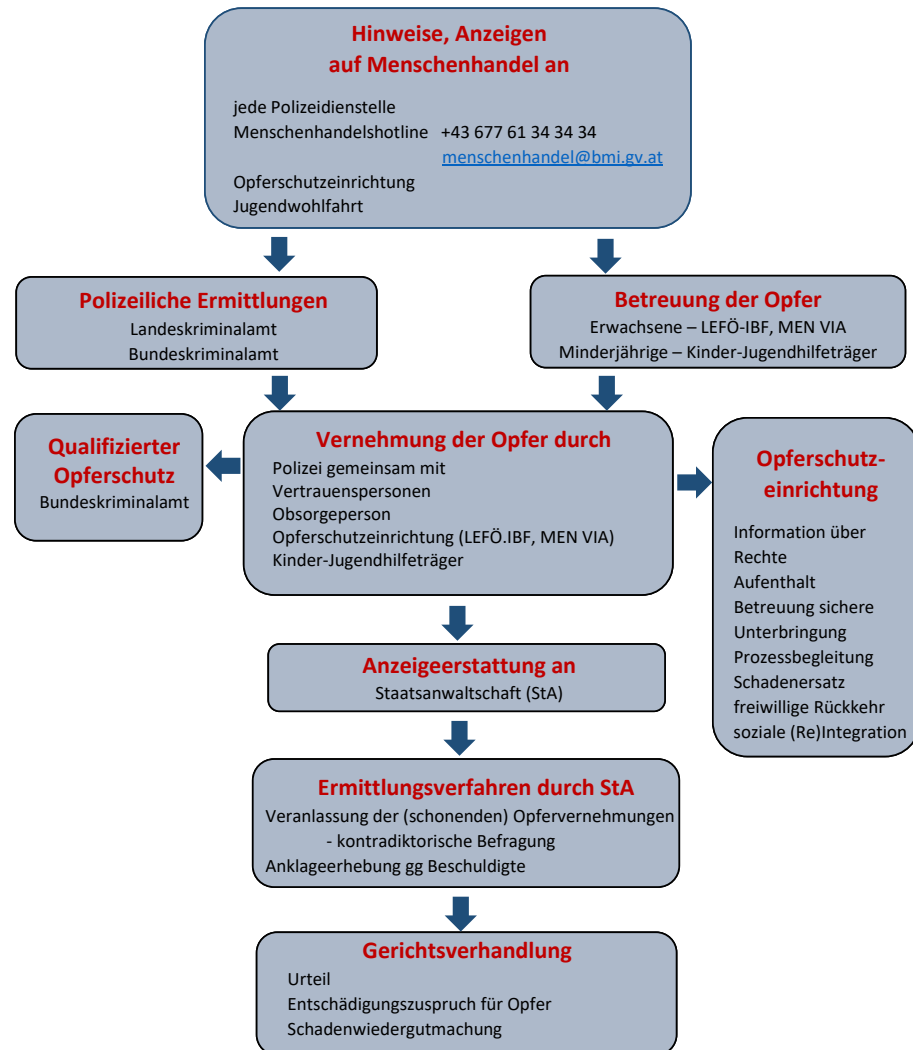 Hinweise, Anzeigen
auf Menschenhandel an
jede Polizeidienstelle
Menschenhandelshotline +43 677 61 34 34 34
menschenhandel@bmi.gv.at
Opferschutzeinrichtung
Jugendwohlfahrt
Polizeiliche Ermittlungen
Landeskriminalamt
Bundeskriminalamt
Betreuung der Opfer
Erwachsene – LEFÖ-IBF, MEN VIA
Minderjährige – Kinder-Jugendhilfeträger
Qualifizierter
Opferschutz
Bundeskriminalamt
Vernehmung der Opfer durch
Polizei gemeinsam mit
Vertrauenspersonen
Obsorgeperson
Opferschutzeinrichtung (LEFÖ.IBF, MEN VIA)
Kinder-Jugendhilfeträger
Opferschutz-
einrichtung
Information über
Rechte
Aufenthalt
Betreuung sichere
Unterbringung
Prozessbegleitung
Schadenersatz
freiwillige Rückkehr
soziale (Re)Integration
Anzeigeerstattung an
Staatsanwaltschaft (StA)
Ermittlungsverfahren durch StA
Veranlassung der (schonenden) Opfervernehmungen
- kontradiktorische Befragung
Anklageerhebung gg Beschuldigte
Gerichtsverhandlung
Urteil
Entschädigungszuspruch für Opfer
Schadenwiedergutmachung